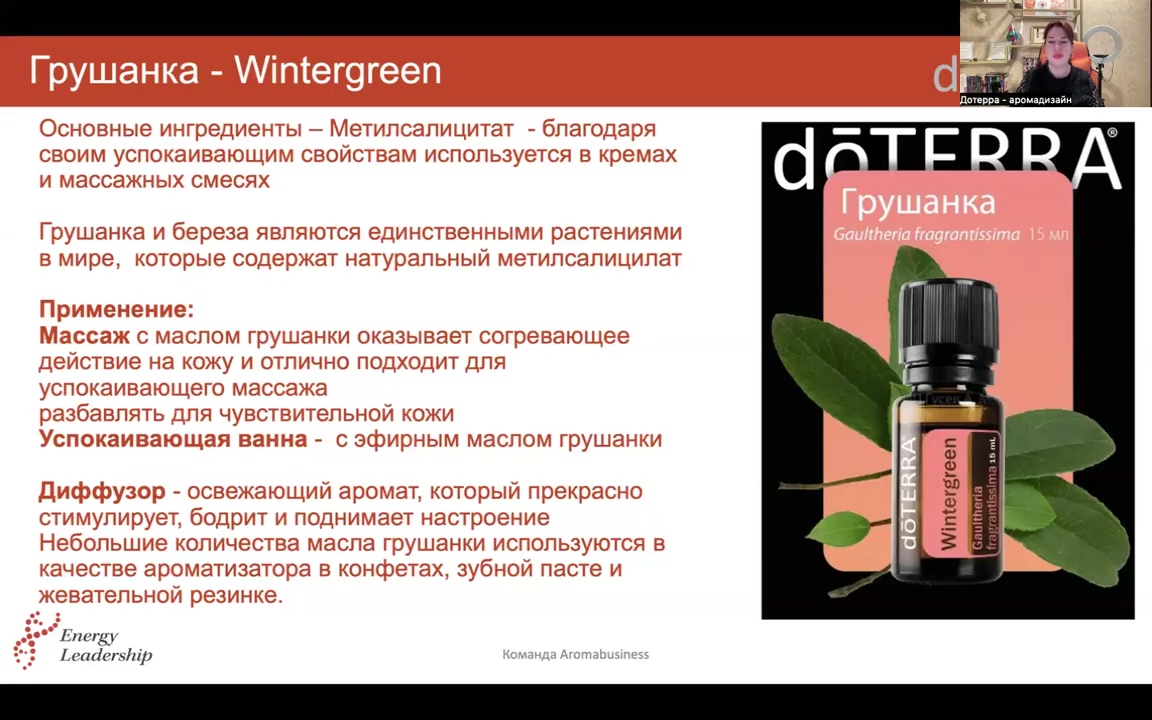 Грушанка - Wintergreen
d
Дотерра - аромадизайн
Основные ингредиенты – Метилсалицитат - благодаря
своим успокаивающим свойствам используется в кремах
и массажных смесях
Грушанка и береза являются единственными растениями
в мире, которые содержат натуральный метилсалицилат
Применение:
Массаж с маслом грушанки оказывает согревающее
действие на кожу и отлично подходит для
успокаивающего массажа
разбавлять для чувствительной кожи
Успокаивающая ванна - с эфирным маслом грушанки
Диффузор - освежающий аромат, который прекрасно
стимулирует, бодрит и поднимает настроение
Небольшие количества масла грушанки используются в
качестве ароматизатора в конфетах, зубной пасте и
жевательной резинке.
dōTERRA®
Грушанка
Gaultheria fragrantissima 15 мл
dōTERRA
Wintergreen
Gaultheria
fragrantissima 15 mL
Energy
Leadership
Команда Aromabusiness